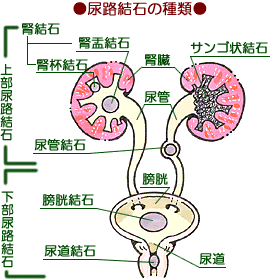 ●尿路結石の種類●
腎結石
腎盂結石
サンゴ状結石
腎杯結石
腎臓
上部尿路結石
尿管
尿管結石
膀胱
下部尿路結石
膀胱結石
尿道結石
尿道